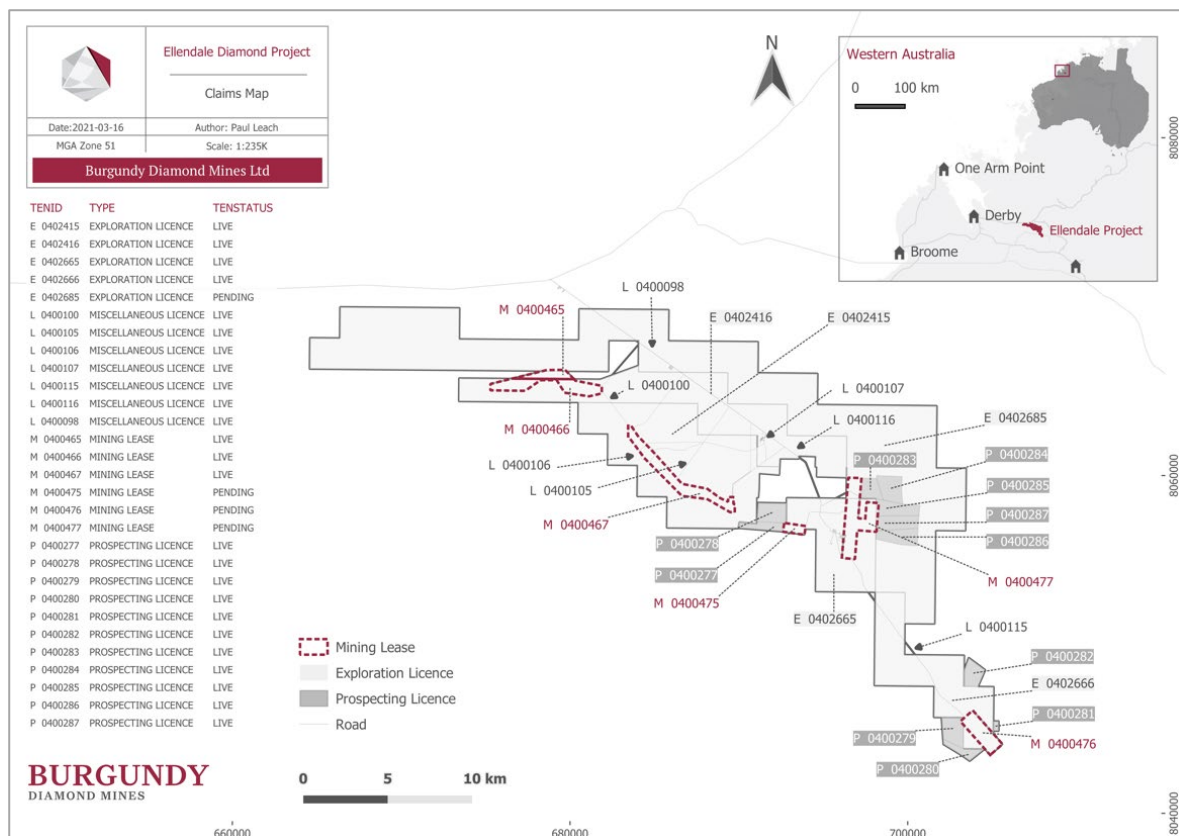 Ellendale Diamond Project
Claims Map
Date:2021-03-16
Author: Paul Leach
MGA Zone 51
Scale: 1:235K
Burgundy Diamond Mines Ltd
TENID TYPE TENSTATUS
E 0402415 EXPLORATION LICENCE LIVE
E 0402416 EXPLORATION LICENCE LIVE
E 0402665 EXPLORATION LICENCE LIVE
E 0402666 EXPLORATION LICENCE LIVE
E 0402685 EXPLORATION LICENCE PENDING
L 0400100 MISCELLANEOUS LICENCE LIVE
L 0400105 MISCELLANEOUS LICENCE LIVE
L 0400106 MISCELLANEOUS LICENCE LIVE
L 0400107 MISCELLANEOUS LICENCE LIVE
L 0400115 MISCELLANEOUS LICENCE LIVE
L 0400116 MISCELLANEOUS LICENCE LIVE
L 0400098 MISCELLANEOUS LICENCE LIVE
M 0400465 MINING LEASE LIVE
M 0400466 MINING LEASE LIVE
M 0400467 MINING LEASE LIVE
M 0400475 MINING LEASE PENDING
M 0400476 MINING LEASE PENDING
M 0400477 MINING LEASE PENDING
P 0400277 PROSPECTING LICENCE LIVE
P 0400278 PROSPECTING LICENCE LIVE
P 0400279 PROSPECTING LICENCE LIVE
P 0400280 PROSPECTING LICENCE LIVE
P 0400281 PROSPECTING LICENCE LIVE
P 0400282 PROSPECTING LICENCE LIVE
P 0400283 PROSPECTING LICENCE LIVE
P 0400284 PROSPECTING LICENCE LIVE
P 0400285 PROSPECTING LICENCE LIVE
P 0400286 PROSPECTING LICENCE LIVE
P 0400287 PROSPECTING LICENCE LIVE
BURGUNDY
DIAMOND MINES
N
Western Australia
0 100 km
One Arm Point
Derby
Ellendale Project
Broome
L 0400098
M 0400465
E 0402416
E 0402415
L 0400100
L 0400107
L 0400116
E 0402685
M 0400466
P 0400284
P 0400283
L 0400106
P 0400285
L 0400105
P 0400287
M 0400467
P 0400286
P 0400278
P 0400277
M 0400477
M 0400475
E 0402665
L 0400115
P 0400282
E 0402666
P 0400281
P 0400279
M 0400476
P 0400280
Mining Lease
Exploration Licence
Prospecting Licence
Road
0 5 10 km
660000
680000
700000
8080000
8060000
8040000